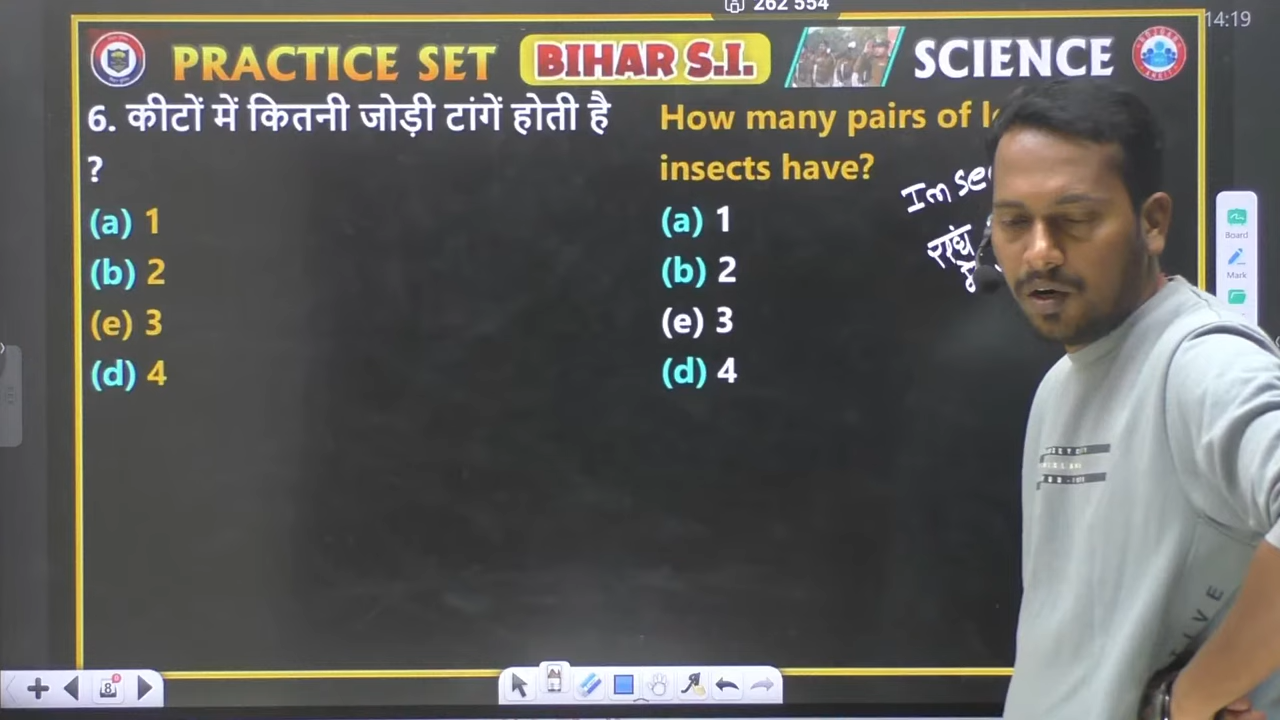 262 554
14:19
PRACTICE SET BIHAR S.I. SCIENCE
6. कीटों में कितनी जोड़ी टांगें होती है
?
(a) 1
(b) 2
(e) 3
(d) 4
How many pairs of
insects have?
(a) 1
(b) 2
(e) 3
(d) 4
Board
Mark
8